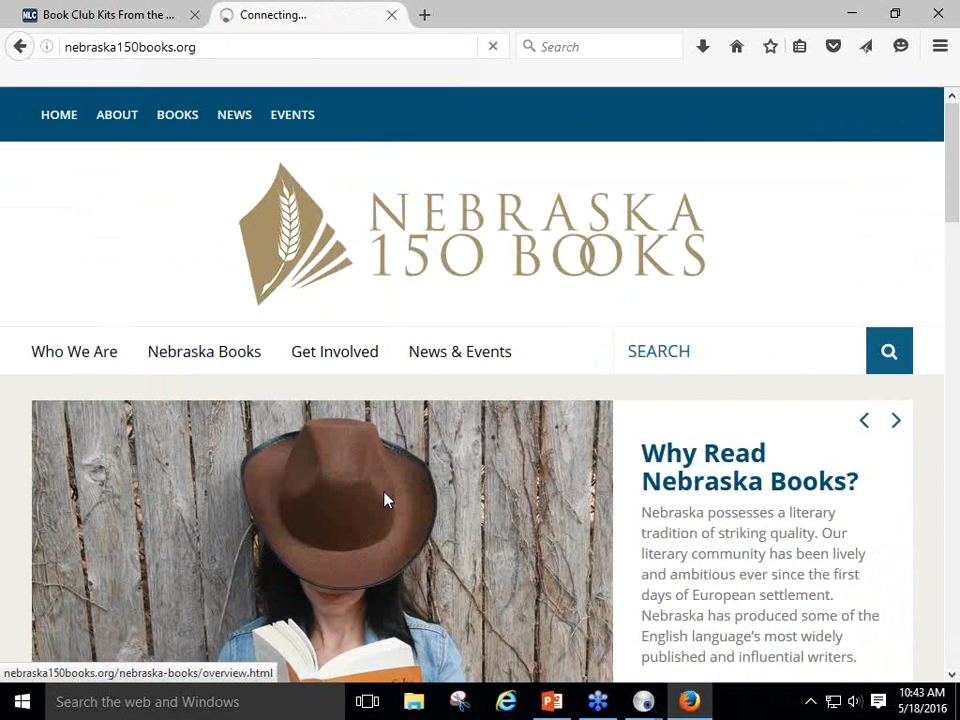 NLC Book Club Kits From the ...
Connecting...
nebraska150books.org
Search
HOME ABOUT BOOKS NEWS EVENTS
NEBRASKA
150 BOOKS
Who We Are Nebraska Books Get Involved News & Events
SEARCH
Why Read
Nebraska Books?
Nebraska possesses a literary
tradition of striking quality. Our
literary community has been lively
and ambitious ever since the first
days of European settlement.
Nebraska has produced some of the
English language's most widely
published and influential writers.
nebraska150books.org/nebraska-books/overview.html
Search the web and Windows
10:43 AM
5/18/2016